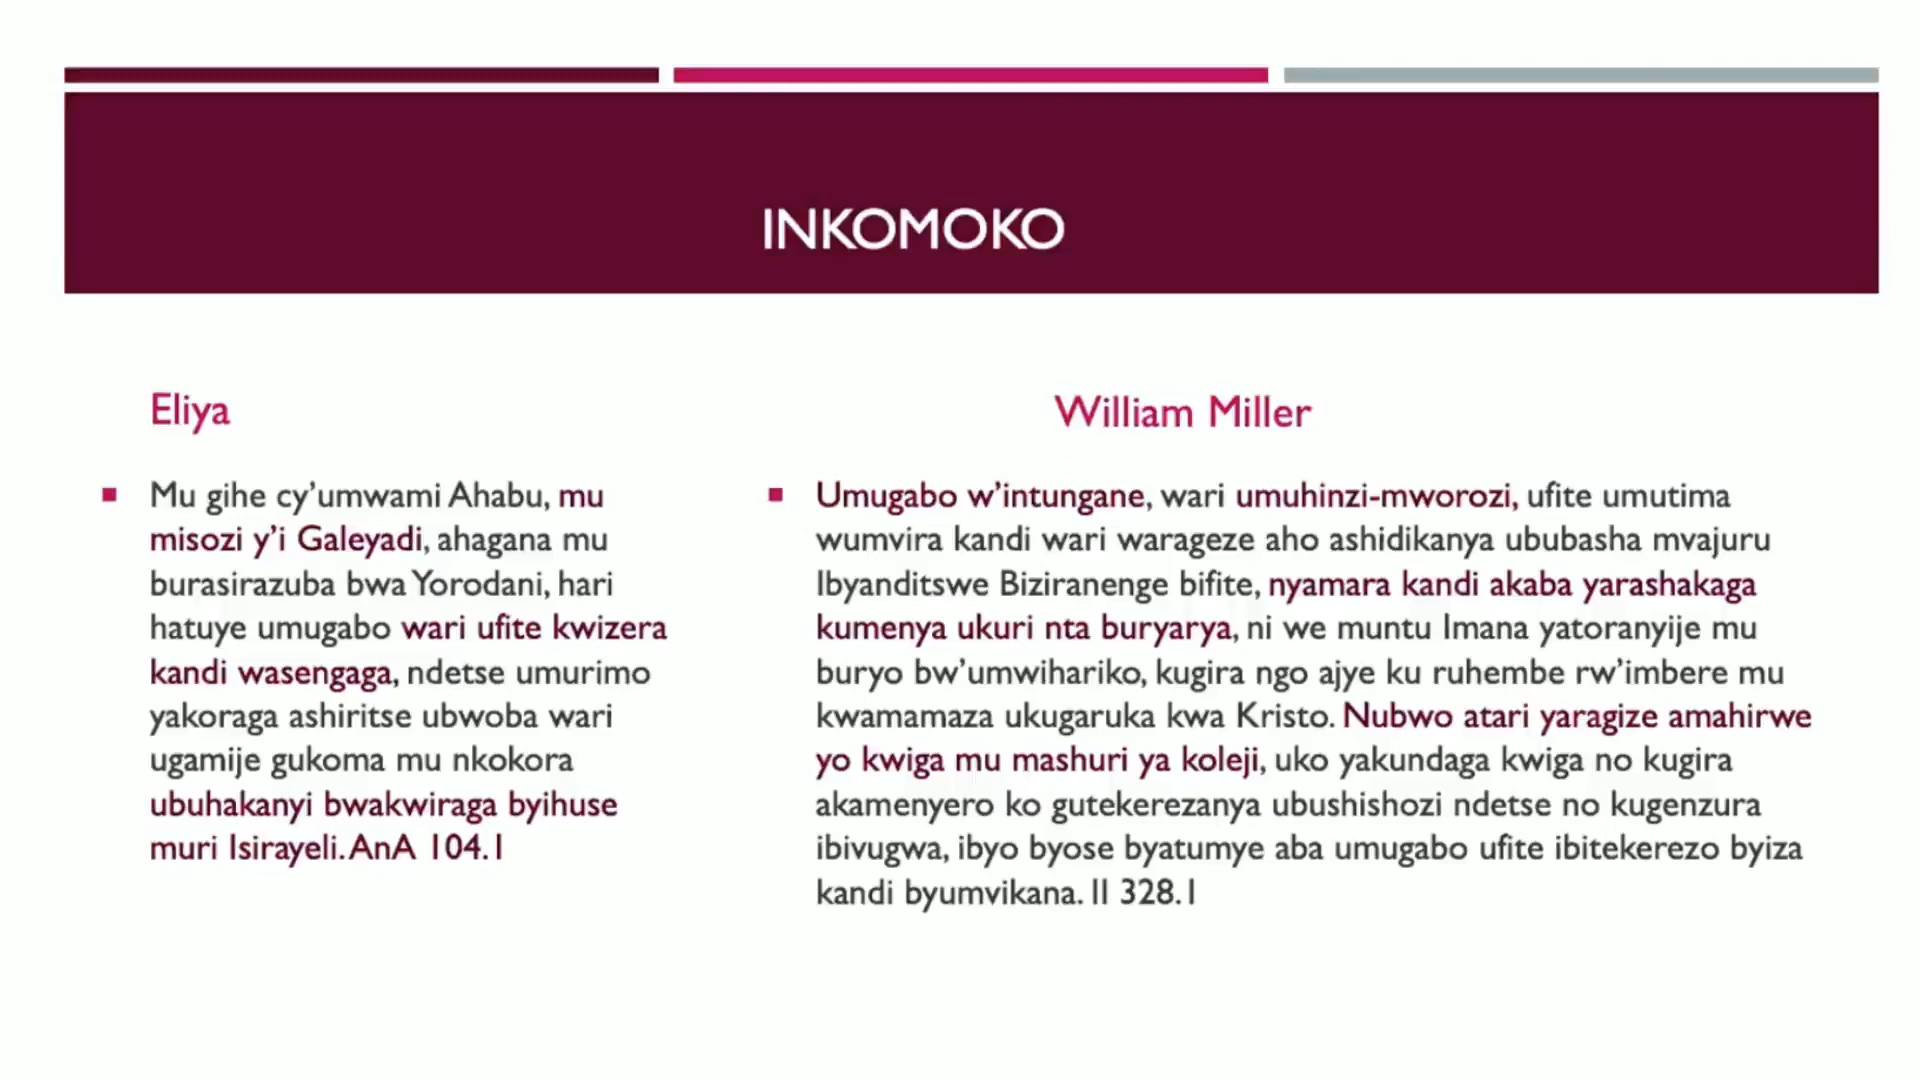 INKOMOKO
Eliya
Mu gihe cy’umwami Ahabu, mu
misozi y’i Galeyadi, ahagana mu
burasirazuba bwa Yorodani, hari
hatuye umugabo wari ufite kwizera
kandi wasengaga, ndetse umurimo
yakoraga ashiritse ubwoba wari
ugamije gukoma mu nkokora
ubuhakanyi bwakwiraga byihuse
muri Isirayeli. AnA 104.1
William Miller
Umugabo w’intungane, wari umuhinzi-mworozi, ufite umutima
wumvira kandi wari warageze aho ashidikanya ububasha mvajuru
Ibyanditswe Biziranenge bifite, nyamara kandi akaba yarashakaga
kumenya ukuri nta buryarya, ni we muntu Imana yatoranyije mu
buryo bw’umwihariko, kugira ngo ajye ku ruhembe rw’imbere mu
kwamamaza ukugaruka kwa Kristo. Nubwo atari yaragize amahirwe
yo kwiga mu mashuri ya koleji, uko yakundaga kwiga no kugira
akamenyero ko gutekerezanya ubushishozi ndetse no kugenzura
ibivugwa, ibyo byose byatumye aba umugabo ufite ibitekerezo byiza
kandi byumvikana. II 328.1